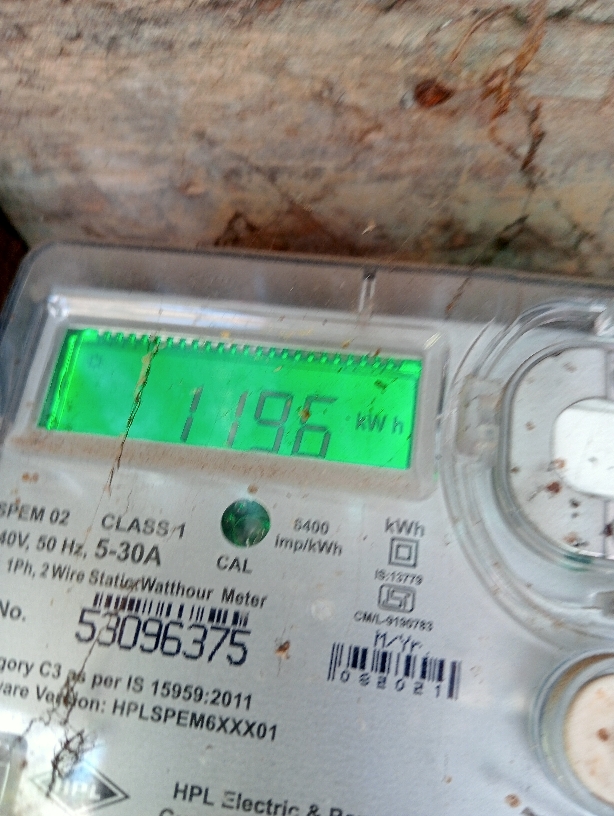 1196 kWh
SPEM 02 CLASS 1
40V, 50 Hz, 5-30A
CAL
6400
imp/kWh
kWh
1Ph, 2 Wire Static Watthour Meter
IS:13779
CM/L-9196783
No. 53096375
M/Yr.
082021
gory C3 as per IS 15959:2011
ware Version: HPLSPEM6XXX01
HPL
HPL Electric &